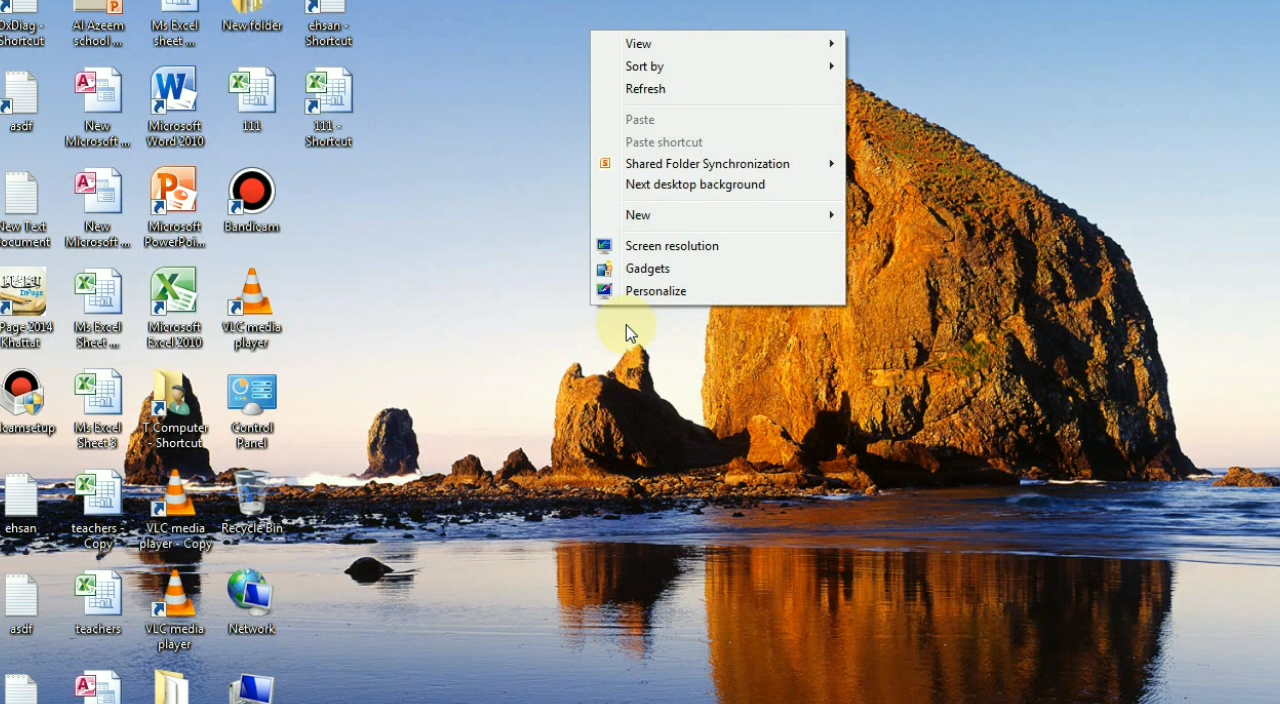 DxDiag -
Shortcut
Al Azeem
school ...
Ms Excel
sheet ...
New folder
ehsan -
Shortcut
asdf
New
Microsoft ...
Microsoft
Word 2010
111
111 -
Shortcut
New Text
Document
New
Microsoft ...
Microsoft
PowerPoi...
Bandicam
Page 2014
Khattat
Ms Excel
Sheet ...
Microsoft
Excel 2010
VLC media
player
Ms Excel
Sheet 3
T Computer
- Shortcut
Control
Panel
ehsan
teachers -
Copy
VLC media
player - Copy
Recycle Bin
asdf
teachers
VLC media
player
Network
View
Sort by
Refresh
Paste
Paste shortcut
Shared Folder Synchronization
Next desktop background
New
Screen resolution
Gadgets
Personalize